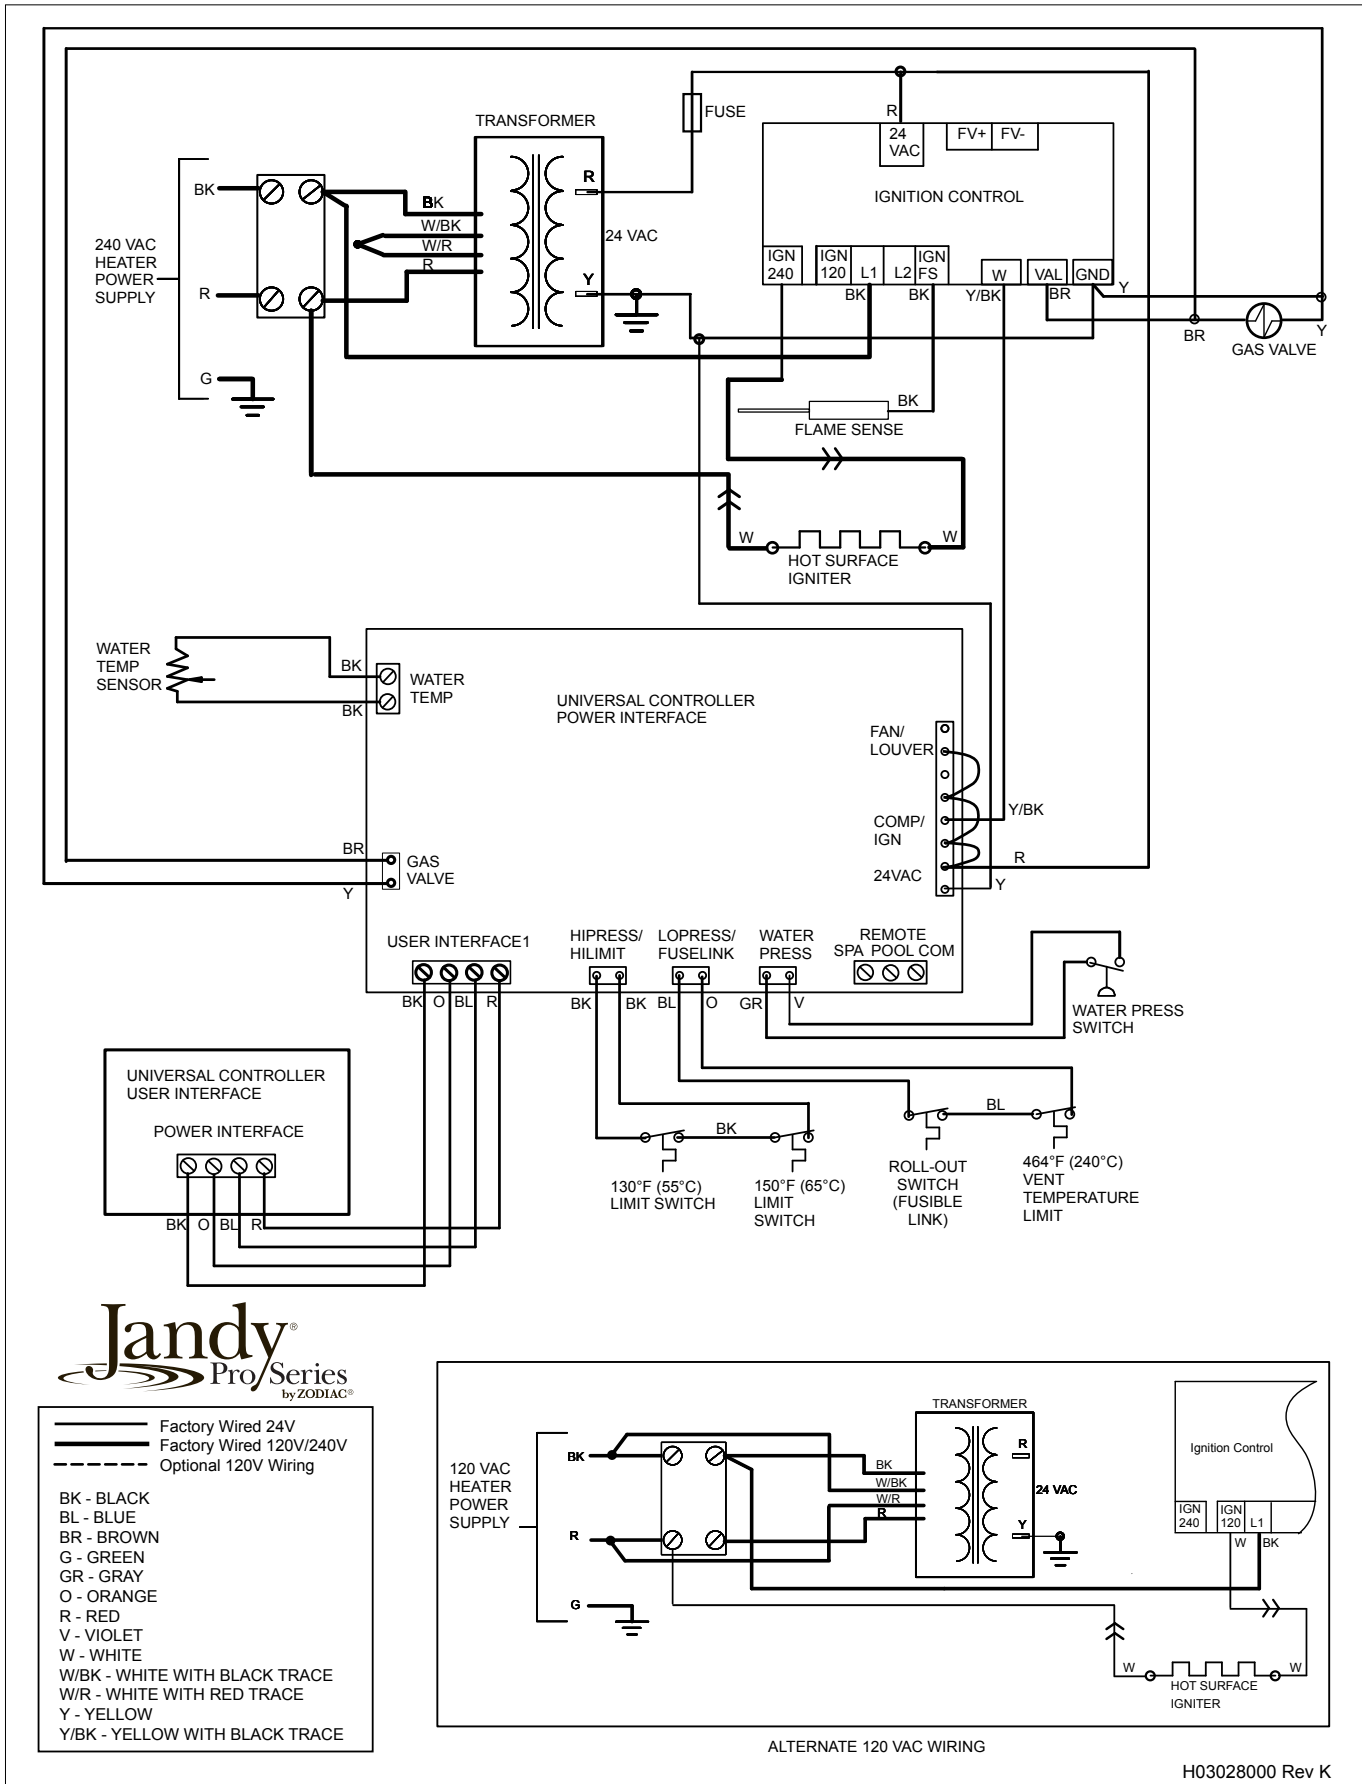 TRANSFORMER
FUSE
R
24
VAC
FV+ FV-
IGNITION CONTROL
BK
BK
W/BK
W/R
R
R
24 VAC
Y
240 VAC
HEATER
POWER
SUPPLY
R
G
IGN
240
IGN
120
L1
L2
IGN
FS
W
VAL
GND
BK
BK
Y/BK
BR
Y
BR
Y
GAS VALVE
BK
FLAME SENSE
W
W
HOT SURFACE
IGNITER
WATER
TEMP
SENSOR
BK
BK
WATER
TEMP
UNIVERSAL CONTROLLER
POWER INTERFACE
FAN/
LOUVER
COMP/
IGN
24VAC
Y/BK
R
Y
BR
Y
GAS
VALVE
USER INTERFACE1
HIPRESS/
HILIMIT
LOPRESS/
FUSELINK
WATER
PRESS
REMOTE
SPA POOL COM
BK O BL R
BK BK
BL O
GR V
WATER PRESS
SWITCH
UNIVERSAL CONTROLLER
USER INTERFACE
POWER INTERFACE
BK O BL R
BK
130°F (55°C)
LIMIT SWITCH
150°F (65°C)
LIMIT
SWITCH
BL
ROLL-OUT
SWITCH
(FUSIBLE
LINK)
464°F (240°C)
VENT
TEMPERATURE
LIMIT
Jandy®
Pro Series
by ZODIAC®
Factory Wired 24V
Factory Wired 120V/240V
Optional 120V Wiring
BK - BLACK
BL - BLUE
BR - BROWN
G - GREEN
GR - GRAY
O - ORANGE
R - RED
V - VIOLET
W - WHITE
W/BK - WHITE WITH BLACK TRACE
W/R - WHITE WITH RED TRACE
Y - YELLOW
Y/BK - YELLOW WITH BLACK TRACE
TRANSFORMER
120 VAC
HEATER
POWER
SUPPLY
BK
R
G
BK
W/BK
W/R
R
R
24 VAC
Y
Ignition Control
IGN
240
IGN
120
L1
W BK
W
W
HOT SURFACE
IGNITER
ALTERNATE 120 VAC WIRING
H03028000 Rev K